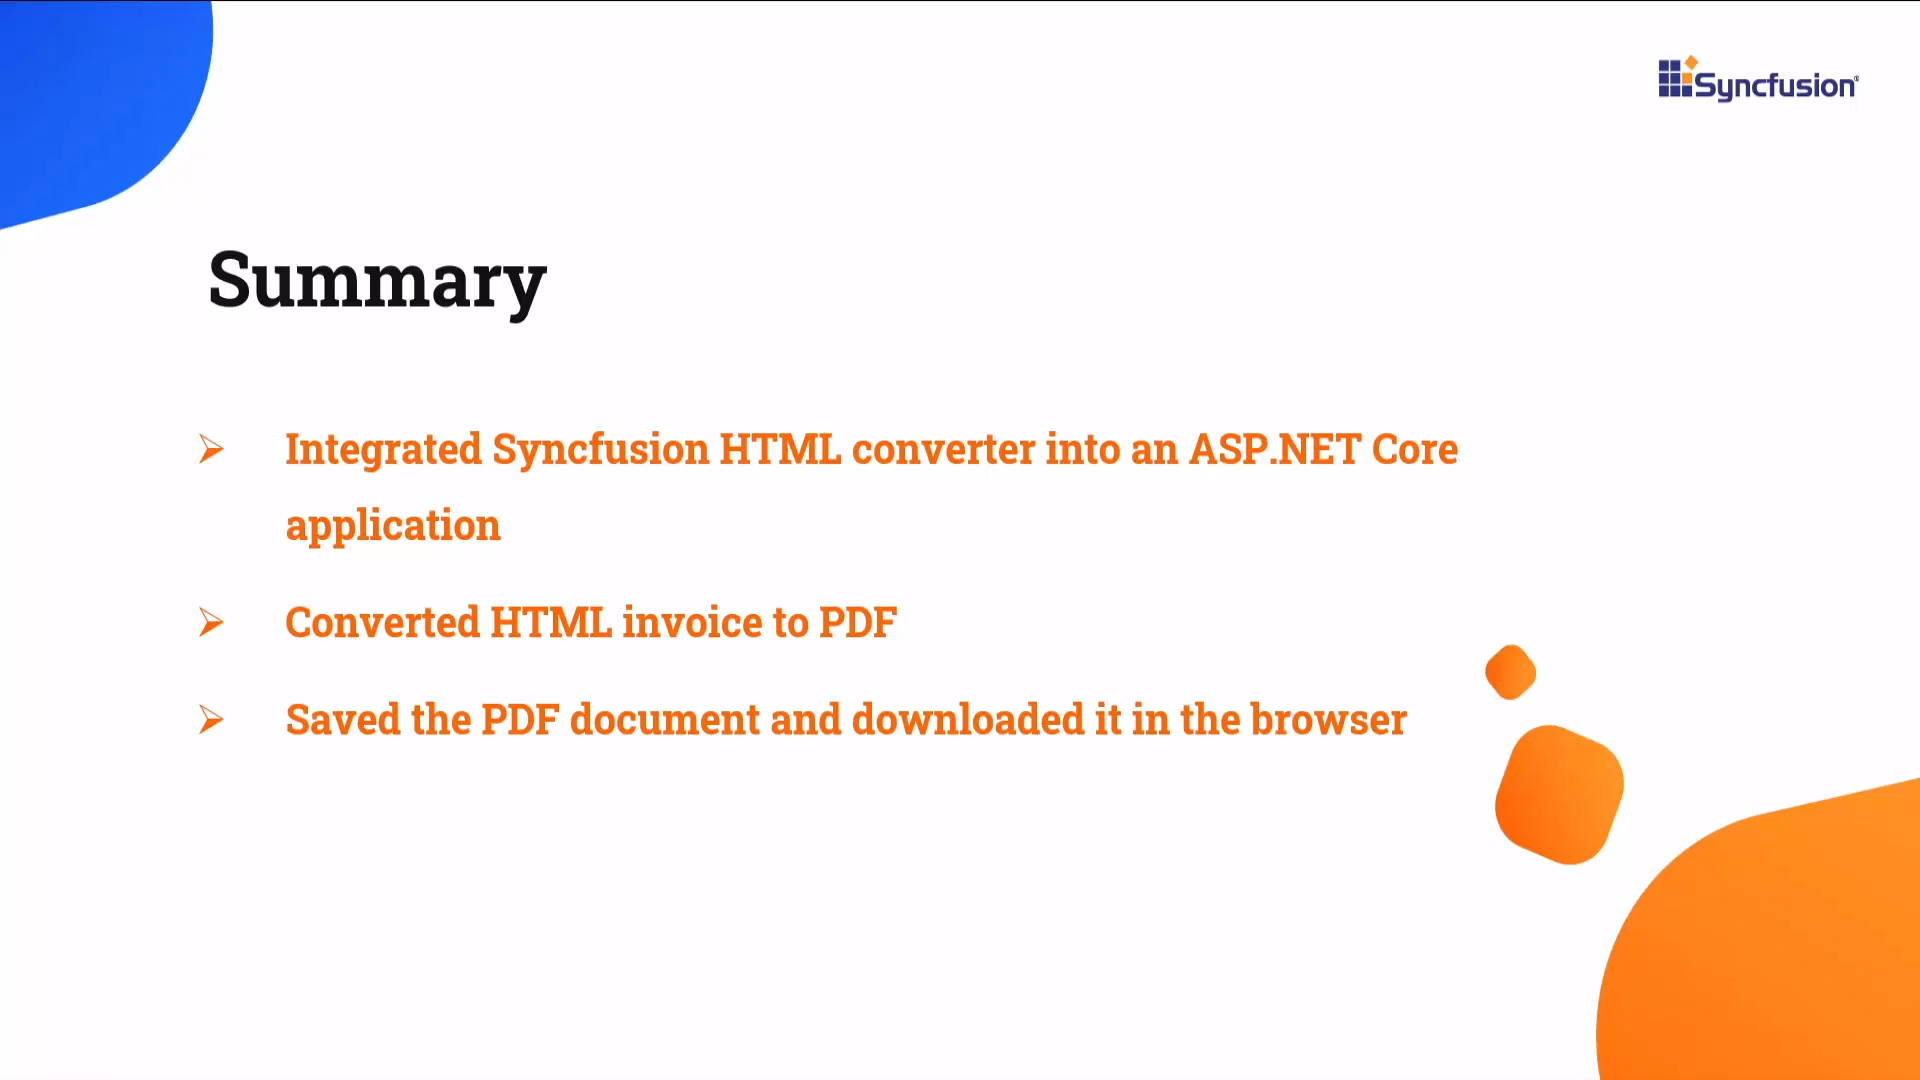 Syncfusion
Summary
Integrated Syncfusion HTML converter into an ASP.NET Core
application
Converted HTML invoice to PDF
Saved the PDF document and downloaded it in the browser